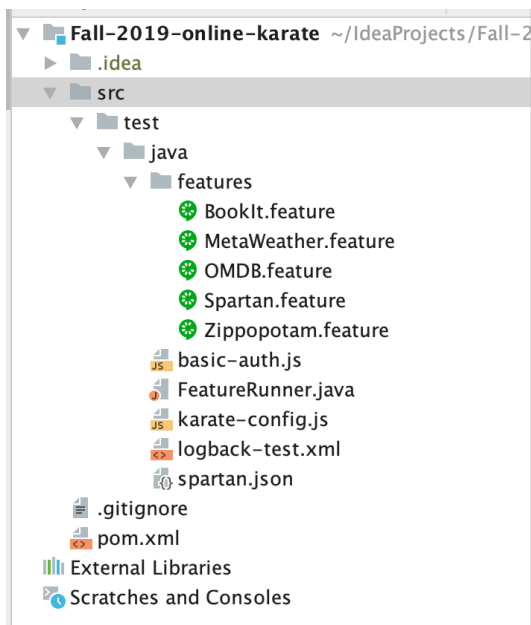 Fall-2019-online-karate ~/IdeaProjects/Fall-2
.idea
src
test
java
features
BookIt.feature
MetaWeather.feature
OMDB.feature
Spartan.feature
Zippopotam.feature
JS basic-auth.js
FeatureRunner.java
JS karate-config.js
logback-test.xml
spartan.json
.gitignore
pom.xml
External Libraries
Scratches and Consoles